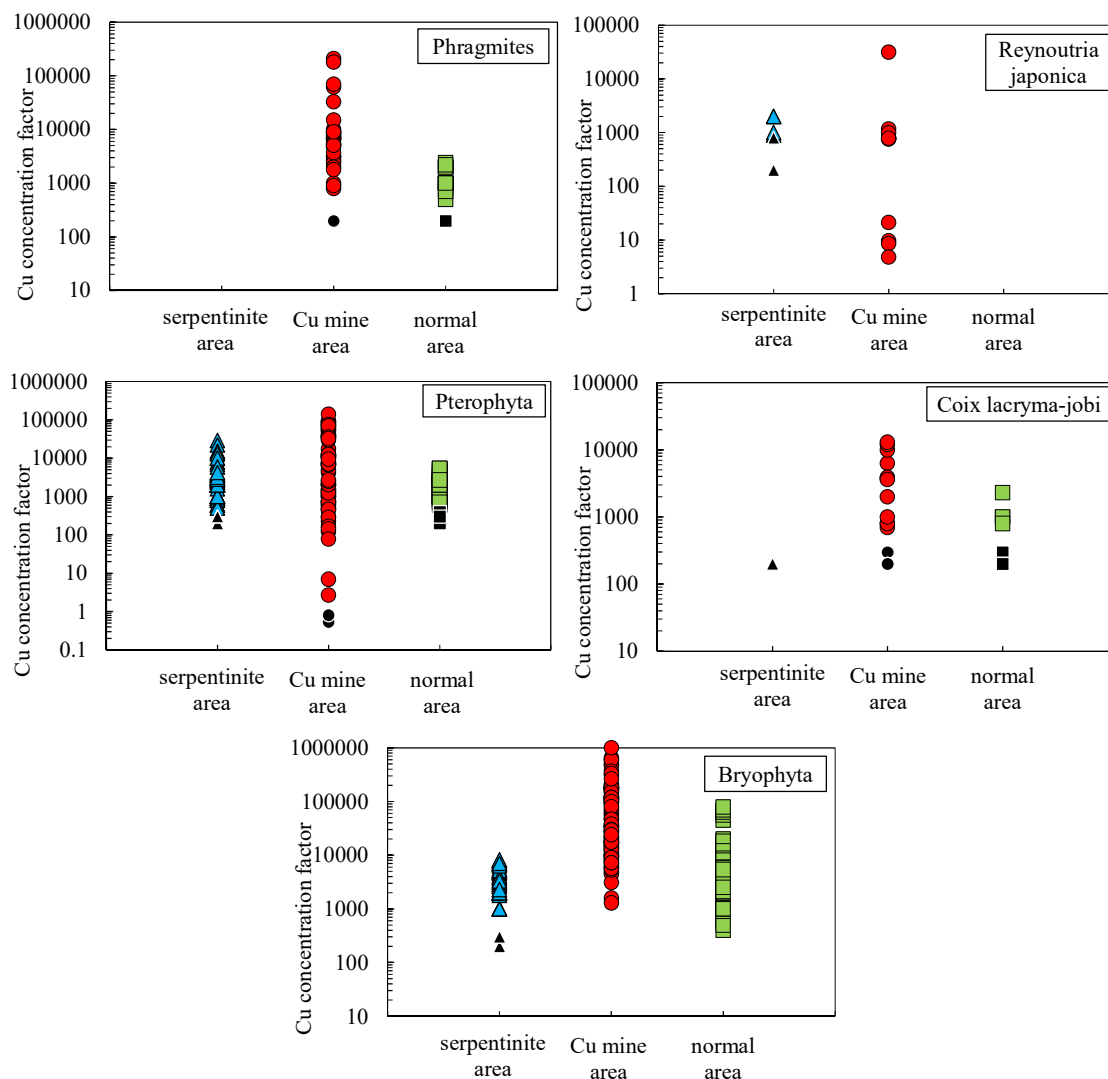 Phragmites
Cu concentration factor
1000000
100000
10000
1000
100
10
serpentinite
area
Cu mine
area
normal
area
Reynoutria
japonica
Cu concentration factor
100000
10000
1000
100
10
1
serpentinite
area
Cu mine
area
normal
area
Pterophyta
Cu concentration factor
1000000
100000
10000
1000
100
10
1
0.1
serpentinite
area
Cu mine
area
normal
area
Coix lacryma-jobi
Cu concentration factor
100000
10000
1000
100
10
serpentinite
area
Cu mine
area
normal
area
Bryophyta
Cu concentration factor
1000000
100000
10000
1000
100
10
serpentinite
area
Cu mine
area
normal
area